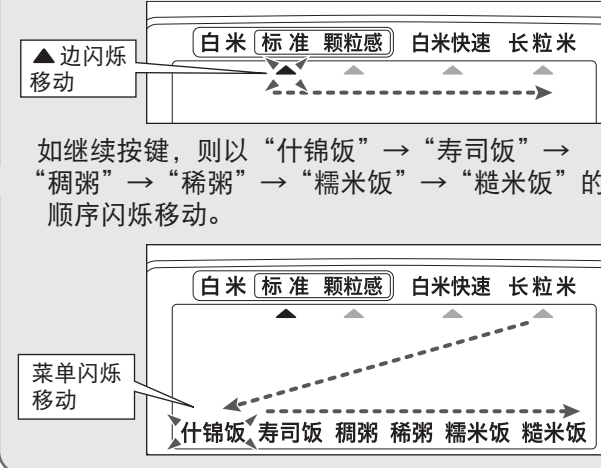 白米 标准 颗粒感 白米快速 长粒米
▲边闪烁
移动
如继续按键，则以“什锦饭”→“寿司饭”→
“稠粥”→“稀粥”→“糯米饭”→“糙米饭”的
顺序闪烁移动。
白米 标准 颗粒感 白米快速 长粒米
菜单闪烁
移动
什锦饭 寿司饭 稠粥 稀粥 糯米饭 糙米饭